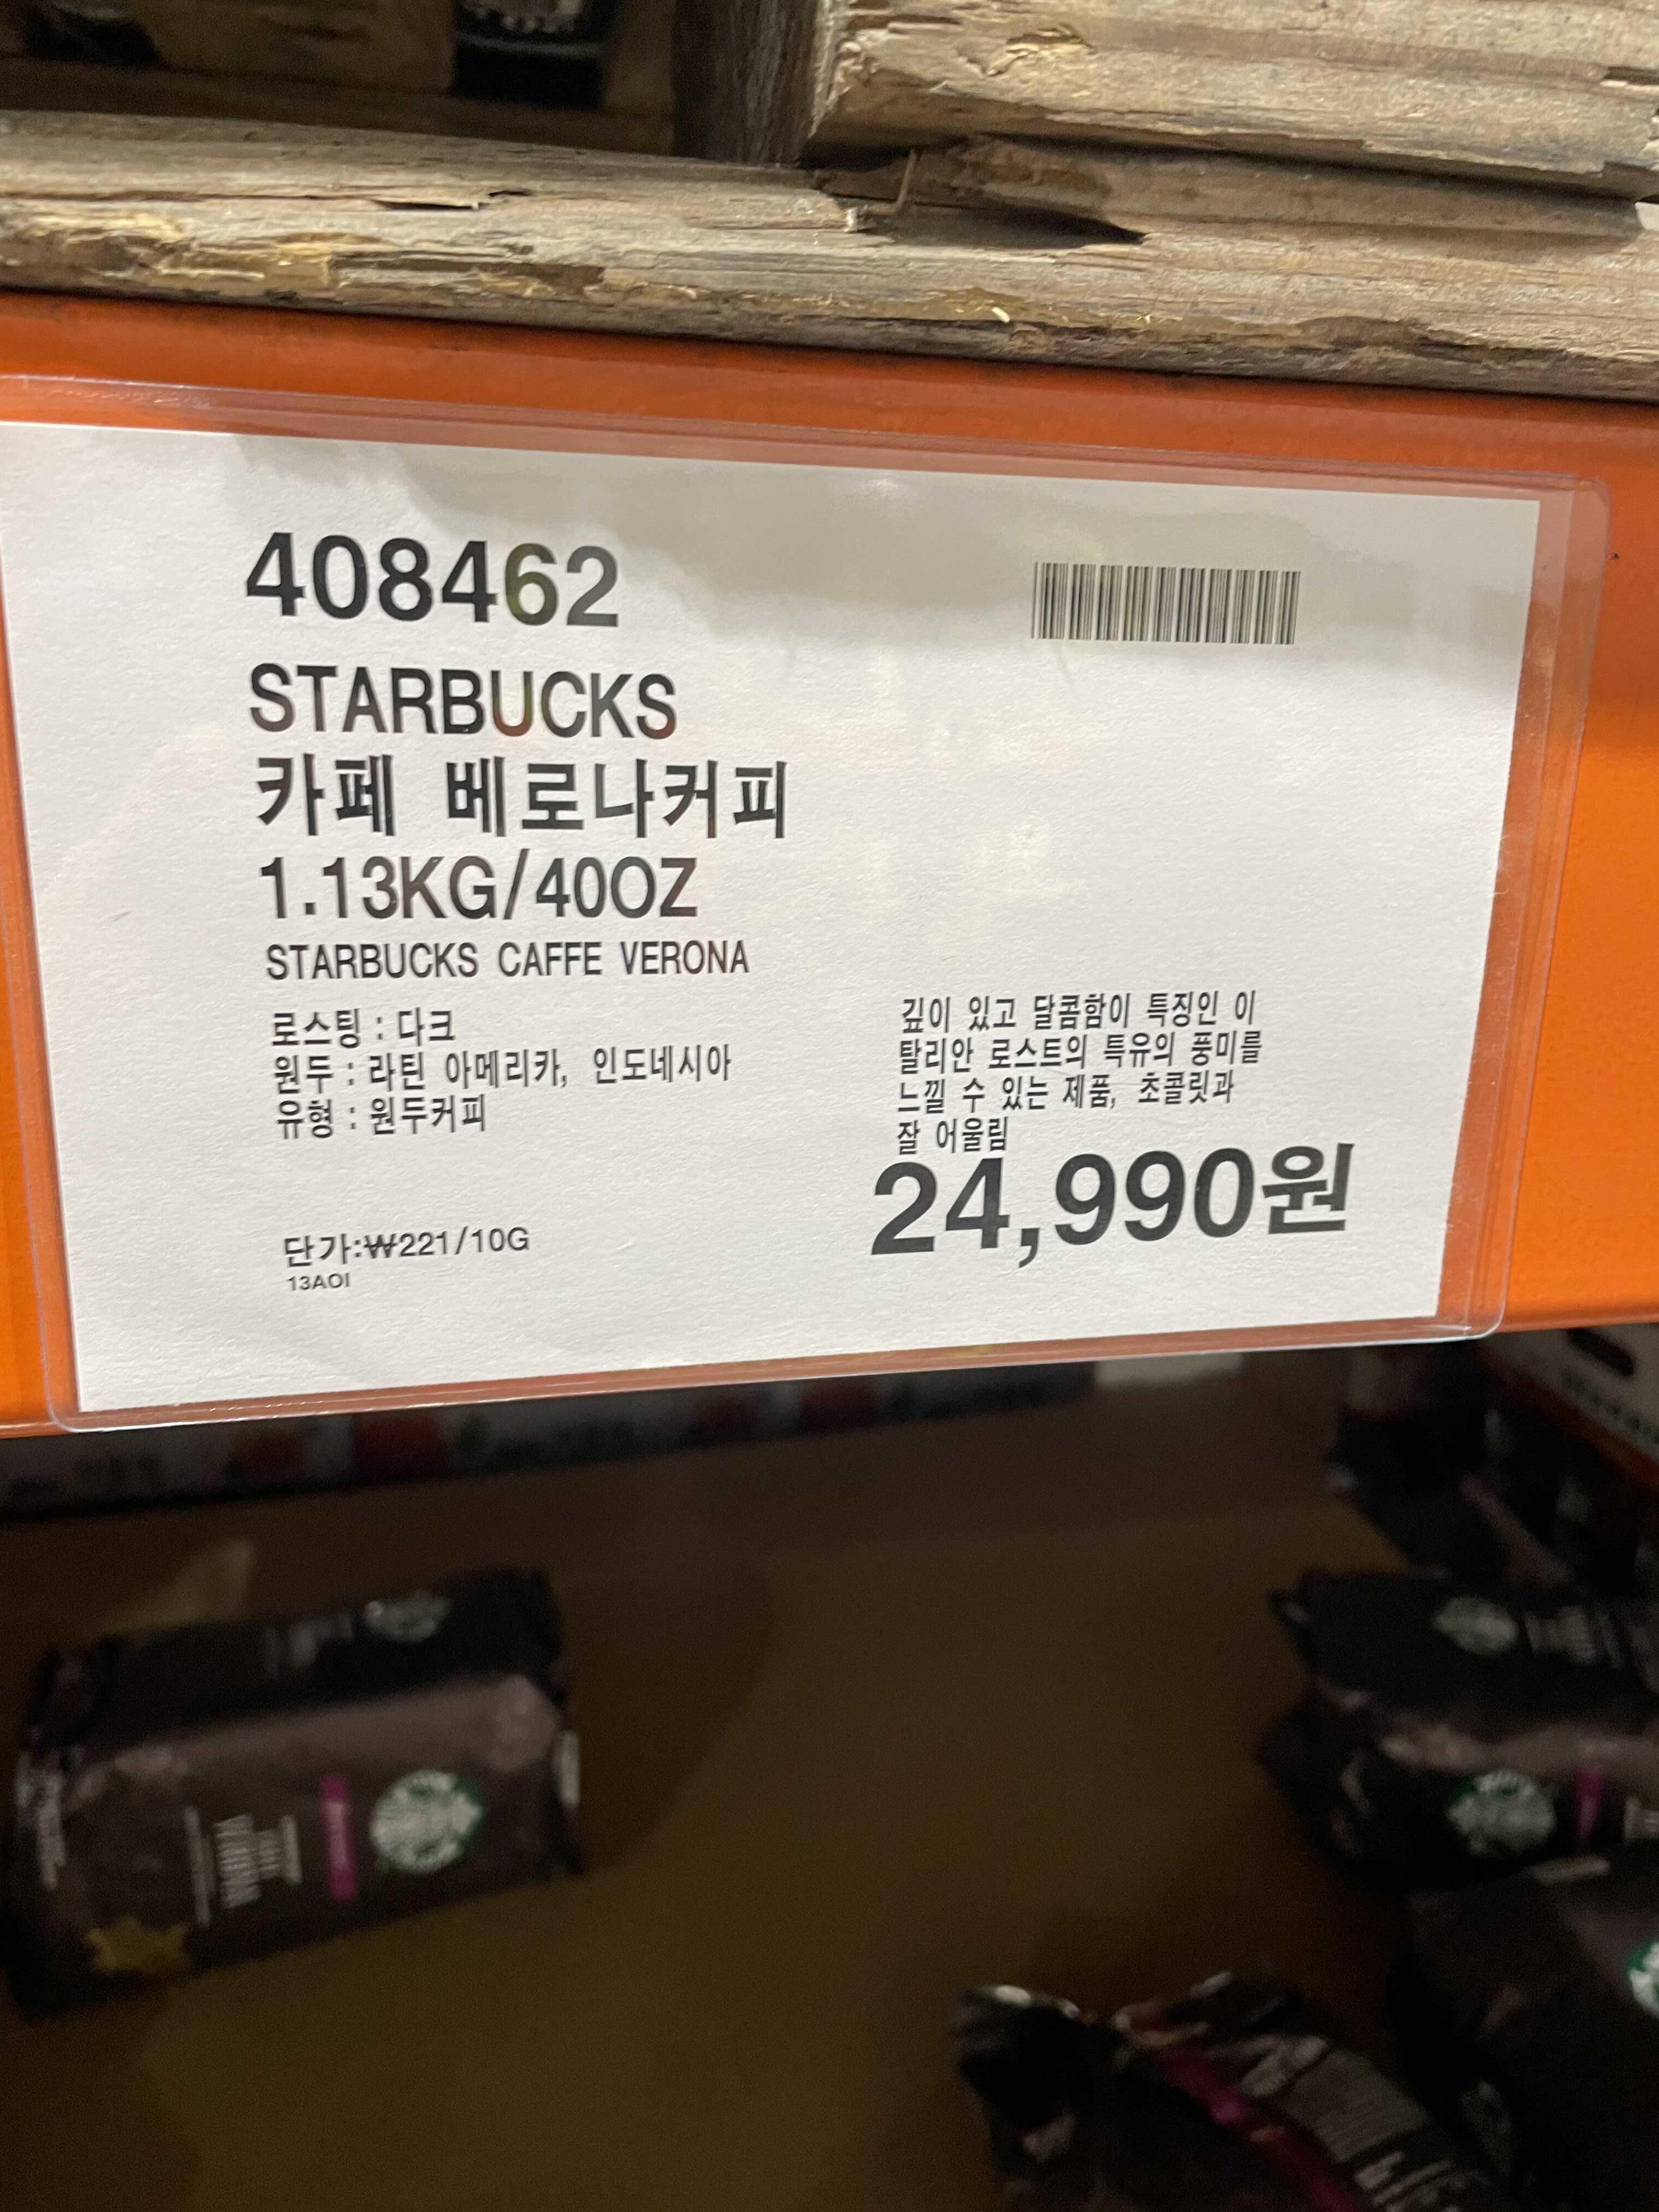 408462
STARBUCKS
카페 베로나커피
1.13KG/40OZ
STARBUCKS CAFFE VERONA
로스팅 : 다크
원두 : 라틴 아메리카, 인도네시아
유형 : 원두커피
깊이 있고 달콤함이 특징인 이
탈리안 로스트의 특유의 풍미를
느낄 수 있는 제품, 초콜릿과
잘 어울림
24,990원
단가:₩221/10G
13AOI